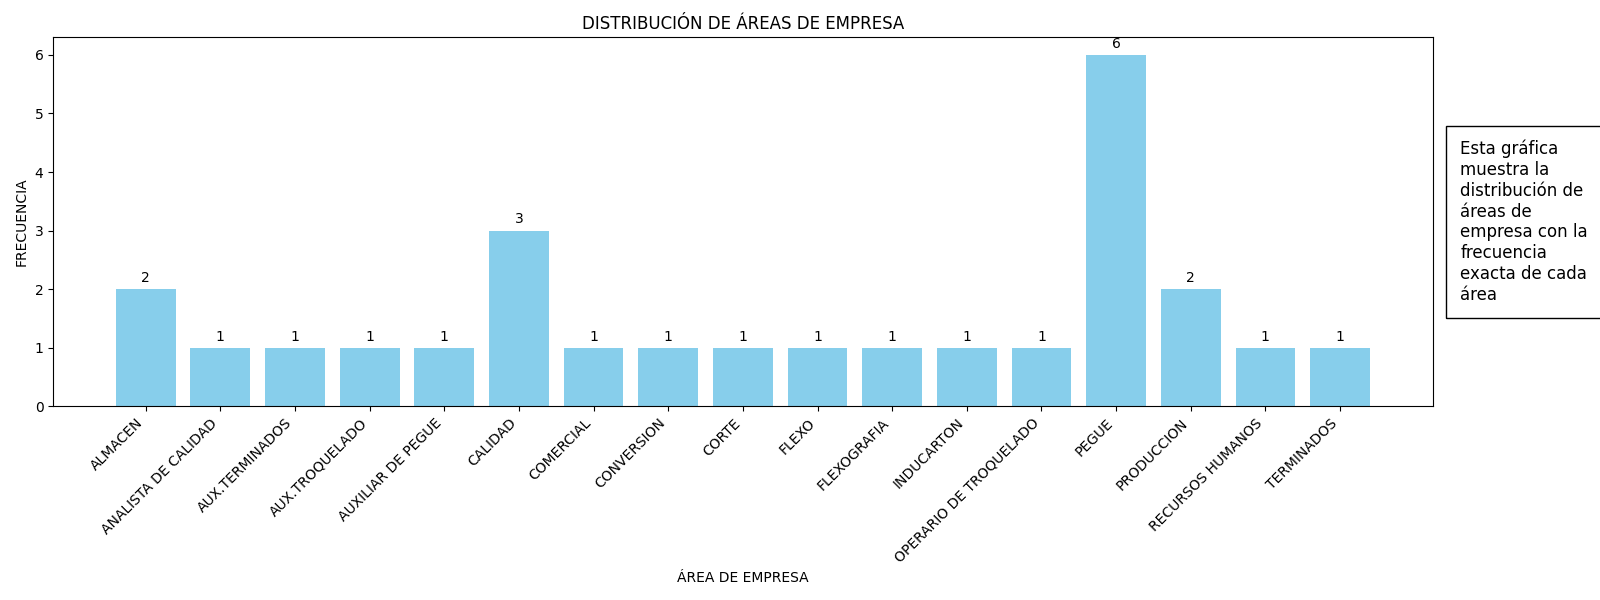 DISTRIBUCIÓN DE ÁREAS DE EMPRESA
FRECUENCIA
6
5
4
3
2
1
0
2
1
1
1
1
3
1
1
1
1
1
1
1
6
2
1
1
ALMACEN
ANALISTA DE CALIDAD
AUX.TERMINADOS
AUX.TROQUELADO
AUXILIAR DE PEGUE
CALIDAD
COMERCIAL
CONVERSION
CORTE
FLEXO
FLEXOGRAFIA
INDUCARTON
OPERARIO DE TROQUELADO
PEGUE
PRODUCCION
RECURSOS HUMANOS
TERMINADOS
ÁREA DE EMPRESA
Esta gráfica
muestra la
distribución de
áreas de
empresa con la
frecuencia
exacta de cada
área